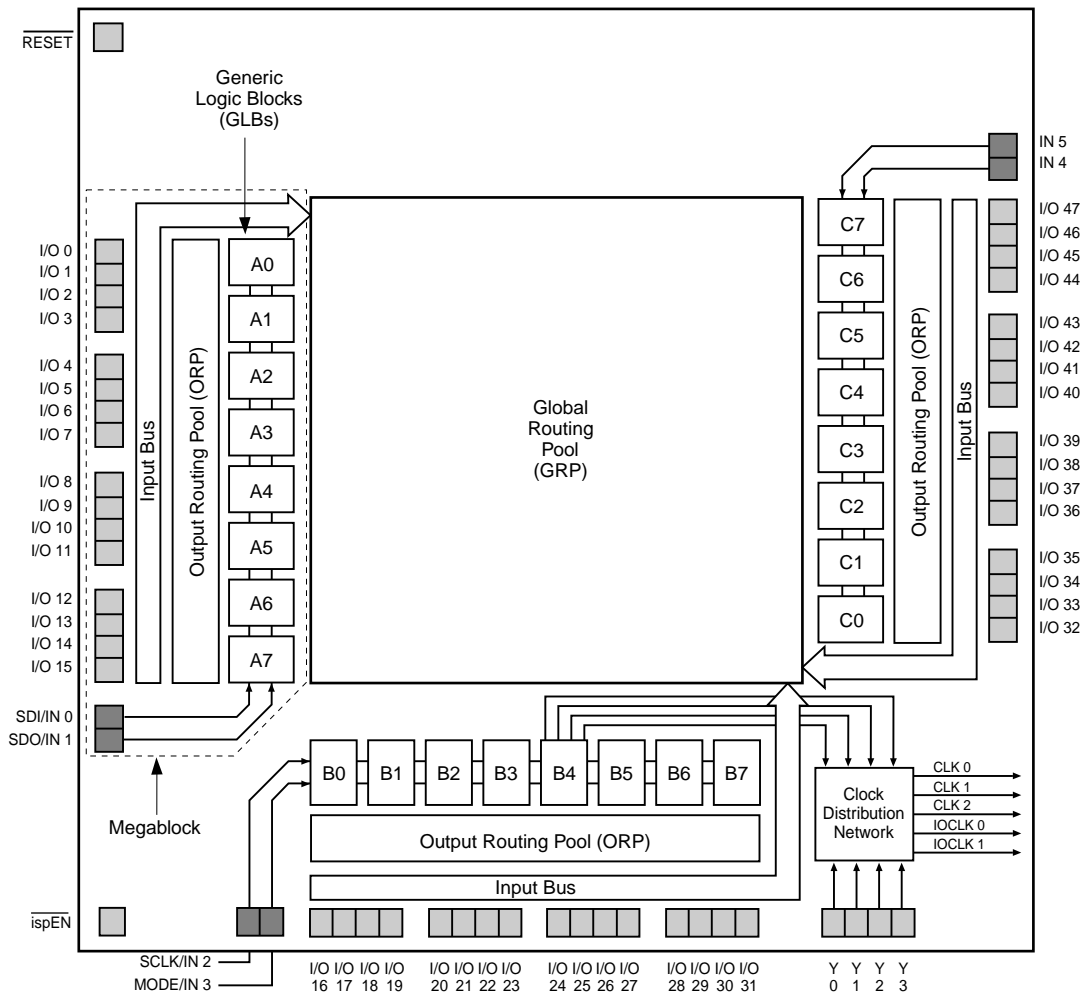 RESET
Generic
Logic Blocks
(GLBs)
IN 5
IN 4
I/O 0
I/O 1
I/O 2
I/O 3
I/O 4
I/O 5
I/O 6
I/O 7
I/O 8
I/O 9
I/O 10
I/O 11
I/O 12
I/O 13
I/O 14
I/O 15
SDI/IN 0
SDO/IN 1
Input Bus
Output Routing Pool (ORP)
A0
A1
A2
A3
A4
A5
A6
A7
Megablock
Global
Routing
Pool
(GRP)
C7
C6
C5
C4
C3
C2
C1
C0
Output Routing Pool (ORP)
Input Bus
I/O 47
I/O 46
I/O 45
I/O 44
I/O 43
I/O 42
I/O 41
I/O 40
I/O 39
I/O 38
I/O 37
I/O 36
I/O 35
I/O 34
I/O 33
I/O 32
B0 B1 B2 B3 B4 B5 B6 B7
Output Routing Pool (ORP)
Input Bus
Clock
Distribution
Network
CLK 0
CLK 1
CLK 2
IOCLK 0
IOCLK 1
ispEN
SCLK/IN 2
MODE/IN 3
I/O I/O I/O I/O I/O I/O I/O I/O I/O I/O I/O I/O I/O I/O I/O I/O Y Y Y Y
16 17 18 19 20 21 22 23 24 25 26 27 28 29 30 31 0 1 2 3